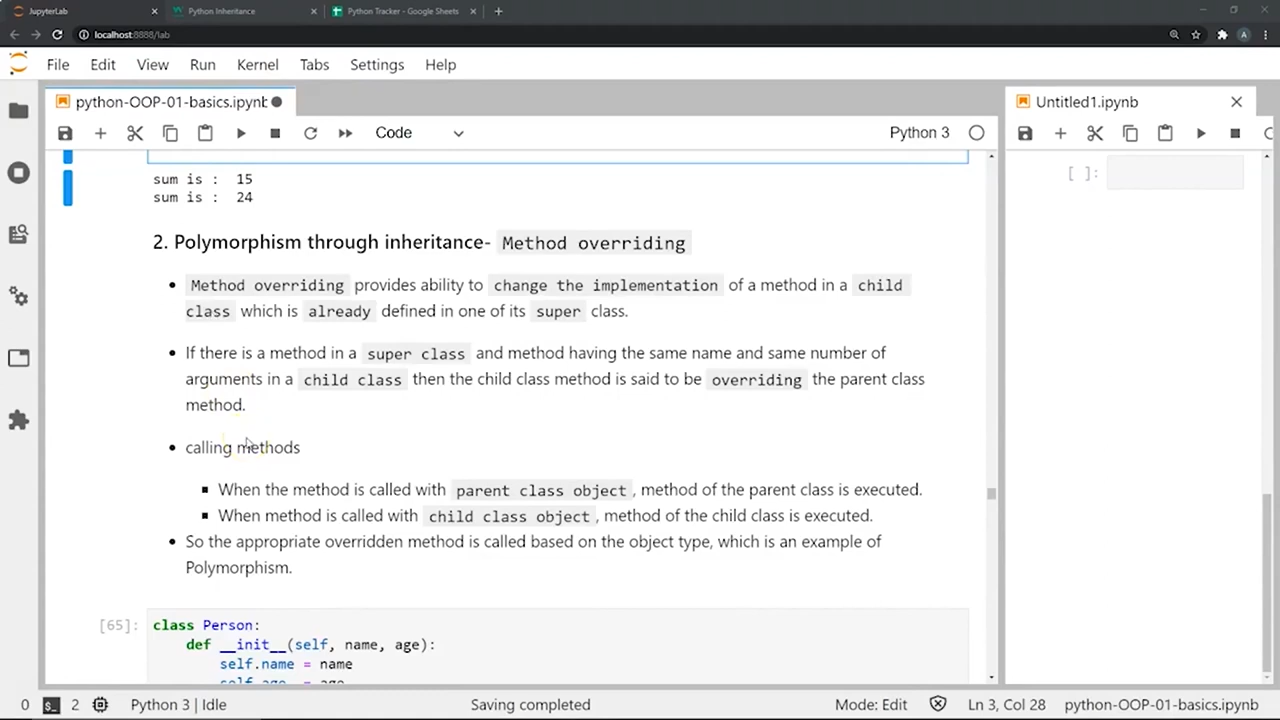 JupyterLab
Python Inheritance
Python Tracker - Google Sheets
localhost:8888/lab
A
File Edit View Run Kernel Tabs Settings Help
python-OOP-01-basics.ipynb
Untitled1.ipynb
Code
Python 3
[ ]:
sum is : 15
sum is : 24
2. Polymorphism through inheritance- Method overriding
Method overriding provides ability to change the implementation of a method in a child
class which is already defined in one of its super class.
If there is a method in a super class and method having the same name and same number of
arguments in a child class then the child class method is said to be overriding the parent class
method.
calling methods
When the method is called with parent class object, method of the parent class is executed.
When method is called with child class object, method of the child class is executed.
So the appropriate overridden method is called based on the object type, which is an example of
Polymorphism.
[65]: class Person:
def __init__(self, name, age):
self.name = name
self.age = age
0 2 Python 3 | Idle Saving completed Mode: Edit Ln 3, Col 28 python-OOP-01-basics.ipynb